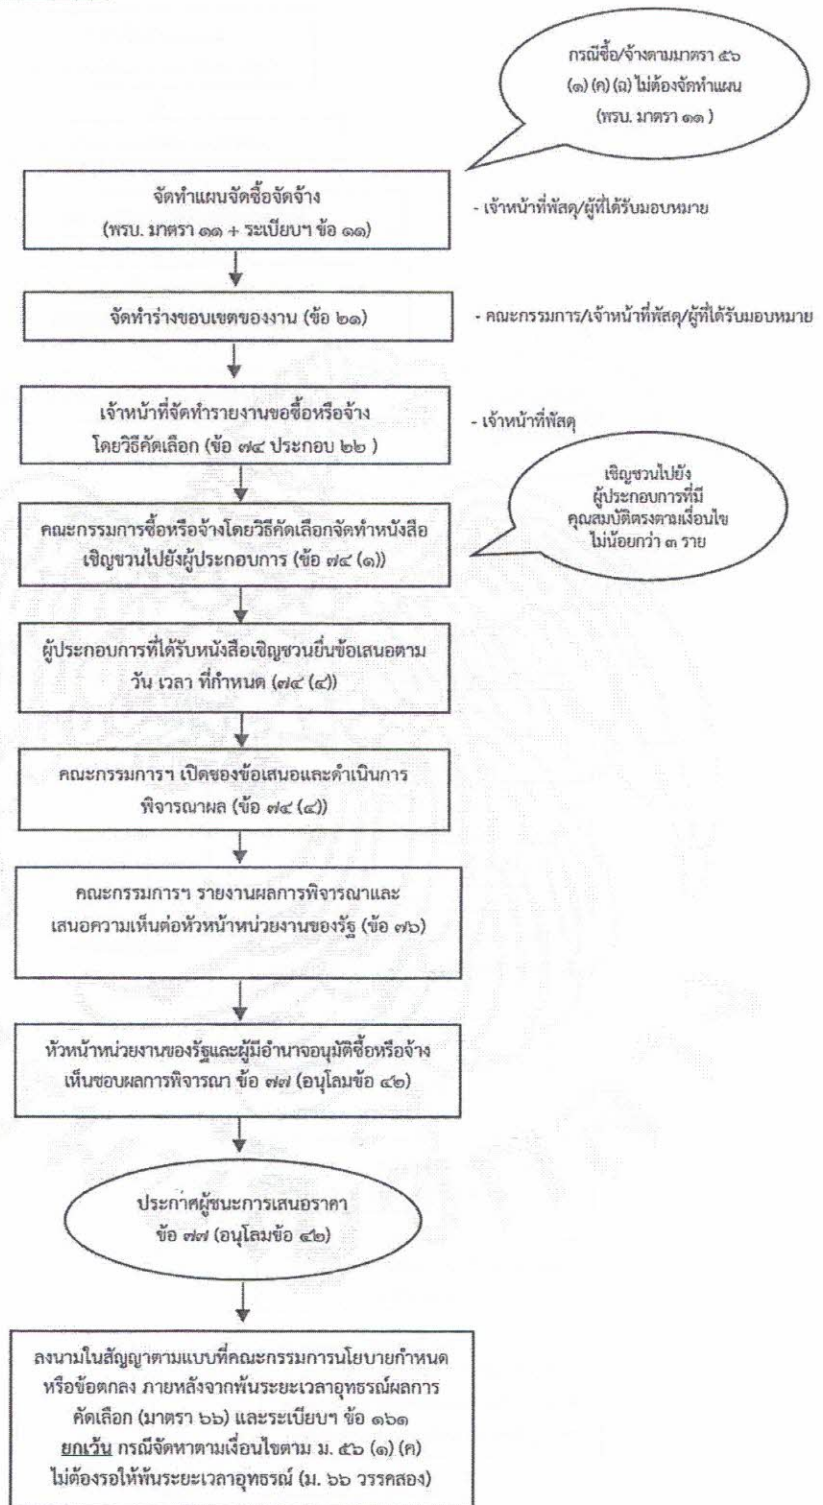 กรณีซื้อ/จ้างตามมาตรา ๕๖
(๑) (ค) (ฉ) ไม่ต้องจัดทำแผน
(พรบ. มาตรา ๑๑ )
จัดทำแผนจัดซื้อจัดจ้าง
(พรบ. มาตรา ๑๑ + ระเบียบฯ ข้อ ๑๑)
- เจ้าหน้าที่พัสดุ/ผู้ที่ได้รับมอบหมาย
จัดทำร่างขอบเขตของงาน (ข้อ ๒๑)
- คณะกรรมการ/เจ้าหน้าที่พัสดุ/ผู้ที่ได้รับมอบหมาย
เจ้าหน้าที่จัดทำรายงานขอซื้อหรือจ้าง
โดยวิธีคัดเลือก (ข้อ ๗๔ ประกอบ ๒๒ )
- เจ้าหน้าที่พัสดุ
เชิญชวนไปยัง
ผู้ประกอบการที่มี
คุณสมบัติตรงตามเงื่อนไข
ไม่น้อยกว่า ๓ ราย
คณะกรรมการซื้อหรือจ้างโดยวิธีคัดเลือกจัดทำหนังสือ
เชิญชวนไปยังผู้ประกอบการ (ข้อ ๗๔ (๑))
ผู้ประกอบการที่ได้รับหนังสือเชิญชวนยื่นข้อเสนอตาม
วัน เวลา ที่กำหนด (๗๔ (๔))
คณะกรรมการฯ เปิดซองข้อเสนอและดำเนินการ
พิจารณาผล (ข้อ ๗๔ (๔))
คณะกรรมการฯ รายงานผลการพิจารณาและ
เสนอความเห็นต่อหัวหน้าหน่วยงานของรัฐ (ข้อ ๗๖)
หัวหน้าหน่วยงานของรัฐและผู้มีอำนาจอนุมัติซื้อหรือจ้าง
เห็นชอบผลการพิจารณา ข้อ ๗๗ (อนุโลมข้อ ๔๒)
ประกาศผู้ชนะการเสนอราคา
ข้อ ๗๗ (อนุโลมข้อ ๔๒)
ลงนามในสัญญาตามแบบที่คณะกรรมการนโยบายกำหนด
หรือข้อตกลง ภายหลังจากพ้นระยะเวลาอุทธรณ์ผลการ
คัดเลือก (มาตรา ๖๖) และระเบียบฯ ข้อ ๑๖๑
ยกเว้น กรณีจัดหาตามเงื่อนไขตาม ม. ๕๖ (๑) (ค)
ไม่ต้องรอให้พ้นระยะเวลาอุทธรณ์ (ม. ๖๖ วรรคสอง)